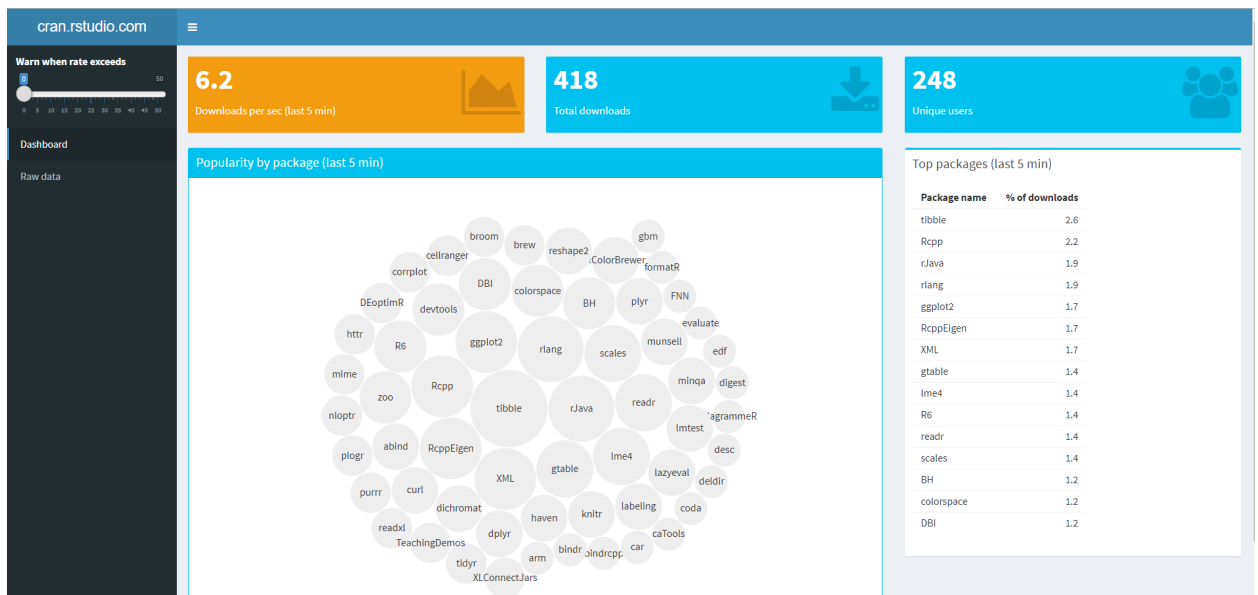 cran.rstudio.com
Warn when rate exceeds
0 50
0 5 10 15 20 25 30 35 40 45 50
Dashboard
Raw data
6.2
Downloads per sec (last 5 min)
418
Total downloads
248
Unique users
Popularity by package (last 5 min)
broom
brew
gbm
cellranger
reshape2
ColorBrewer
formatR
corrplot
DBI
colorspace
BH
plyr
FNN
DEoptimR
devtools
evaluate
httr
R6
ggplot2
rlang
scales
munsell
edf
mime
zoo
Rcpp
minqa
digest
nloptr
tibble
rJava
readr
lmtest
agrammeR
plogr
abind
RcppEigen
lme4
desc
XML
gtable
lazyeval
deldir
purrr
curl
dichromat
haven
knitr
labeling
coda
readxl
TeachingDemos
dplyr
caTools
tidyr
arm
bindr
bindrcpp
car
XLConnectJars
Top packages (last 5 min)
Package name % of downloads
tibble 2.6
Rcpp 2.2
rJava 1.9
rlang 1.9
ggplot2 1.7
RcppEigen 1.7
XML 1.7
gtable 1.4
lme4 1.4
R6 1.4
readr 1.4
scales 1.4
BH 1.2
colorspace 1.2
DBI 1.2